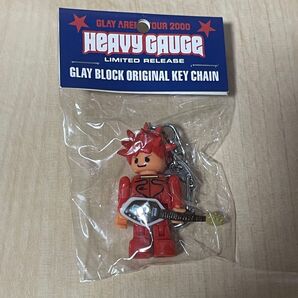 GLAY ARENA TOUR 2000
HEAVY GAUGE
LIMITED RELEASE
GLAY BLOCK ORIGINAL KEY CHAIN